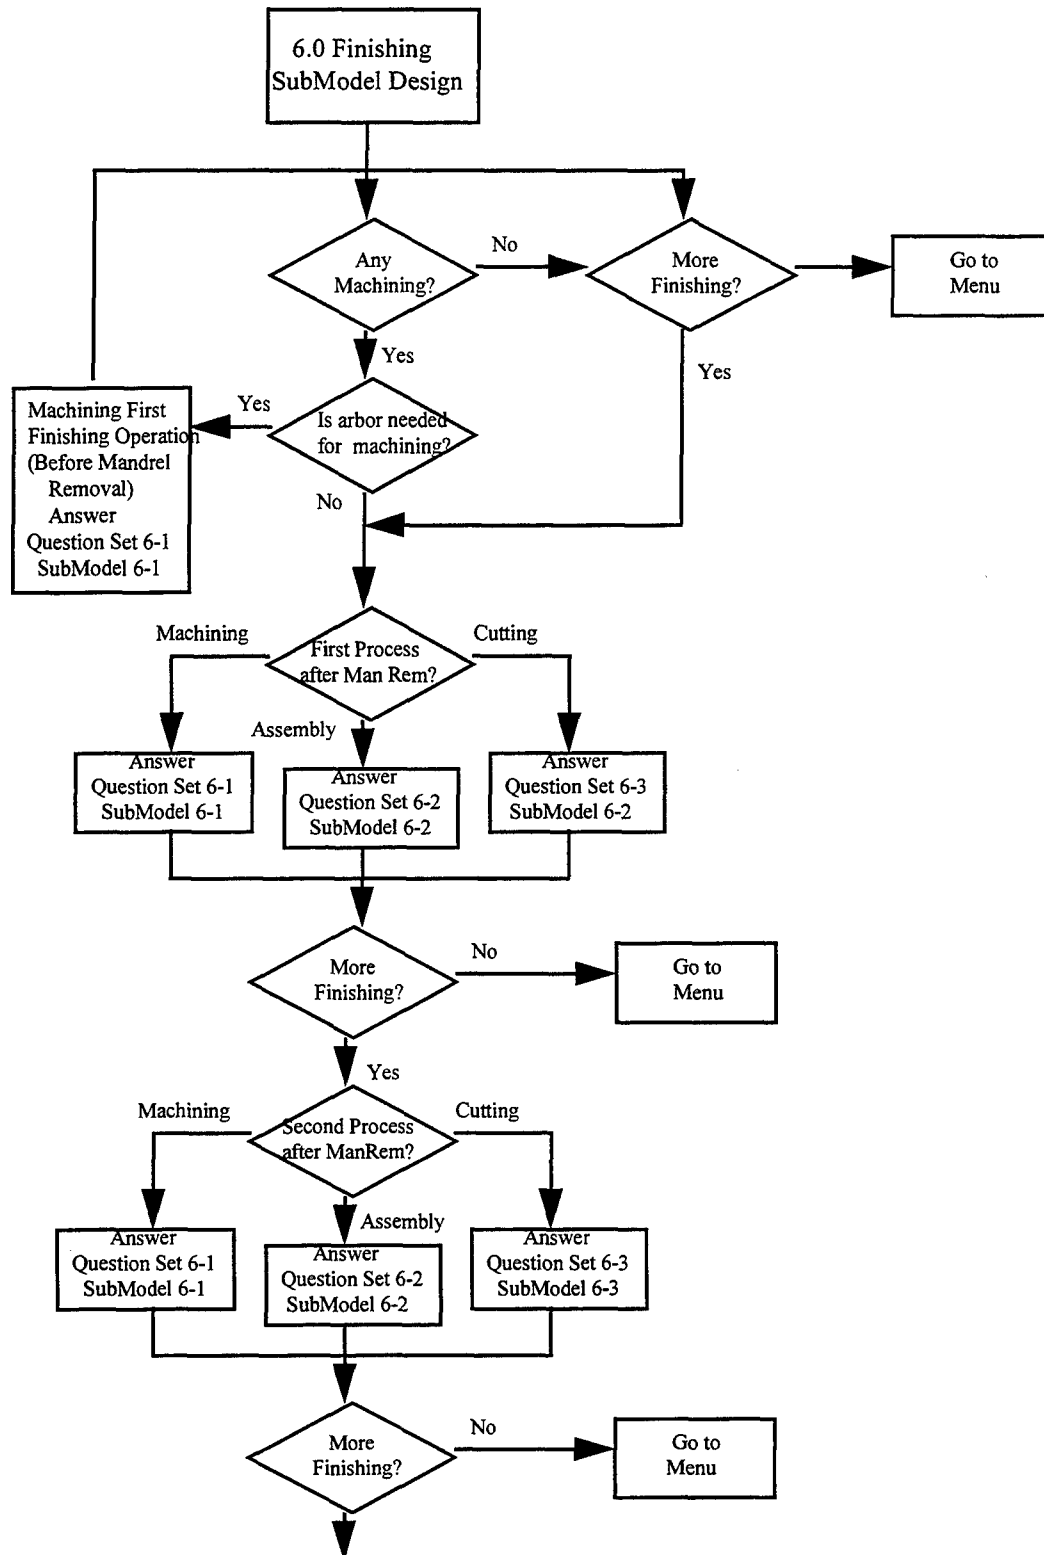 6.0 Finishing
SubModel Design
Any
Machining?
No
More
Finishing?
Go to
Menu
Yes
Yes
Machining First
Finishing Operation
(Before Mandrel
Removal)
Answer
Question Set 6-1
SubModel 6-1
Yes
Is arbor needed
for machining?
No
Machining
First Process
after Man Rem?
Cutting
Assembly
Answer
Question Set 6-1
SubModel 6-1
Answer
Question Set 6-2
SubModel 6-2
Answer
Question Set 6-3
SubModel 6-2
More
Finishing?
No
Go to
Menu
Yes
Machining
Second Process
after ManRem?
Cutting
Assembly
Answer
Question Set 6-1
SubModel 6-1
Answer
Question Set 6-2
SubModel 6-2
Answer
Question Set 6-3
SubModel 6-3
More
Finishing?
No
Go to
Menu